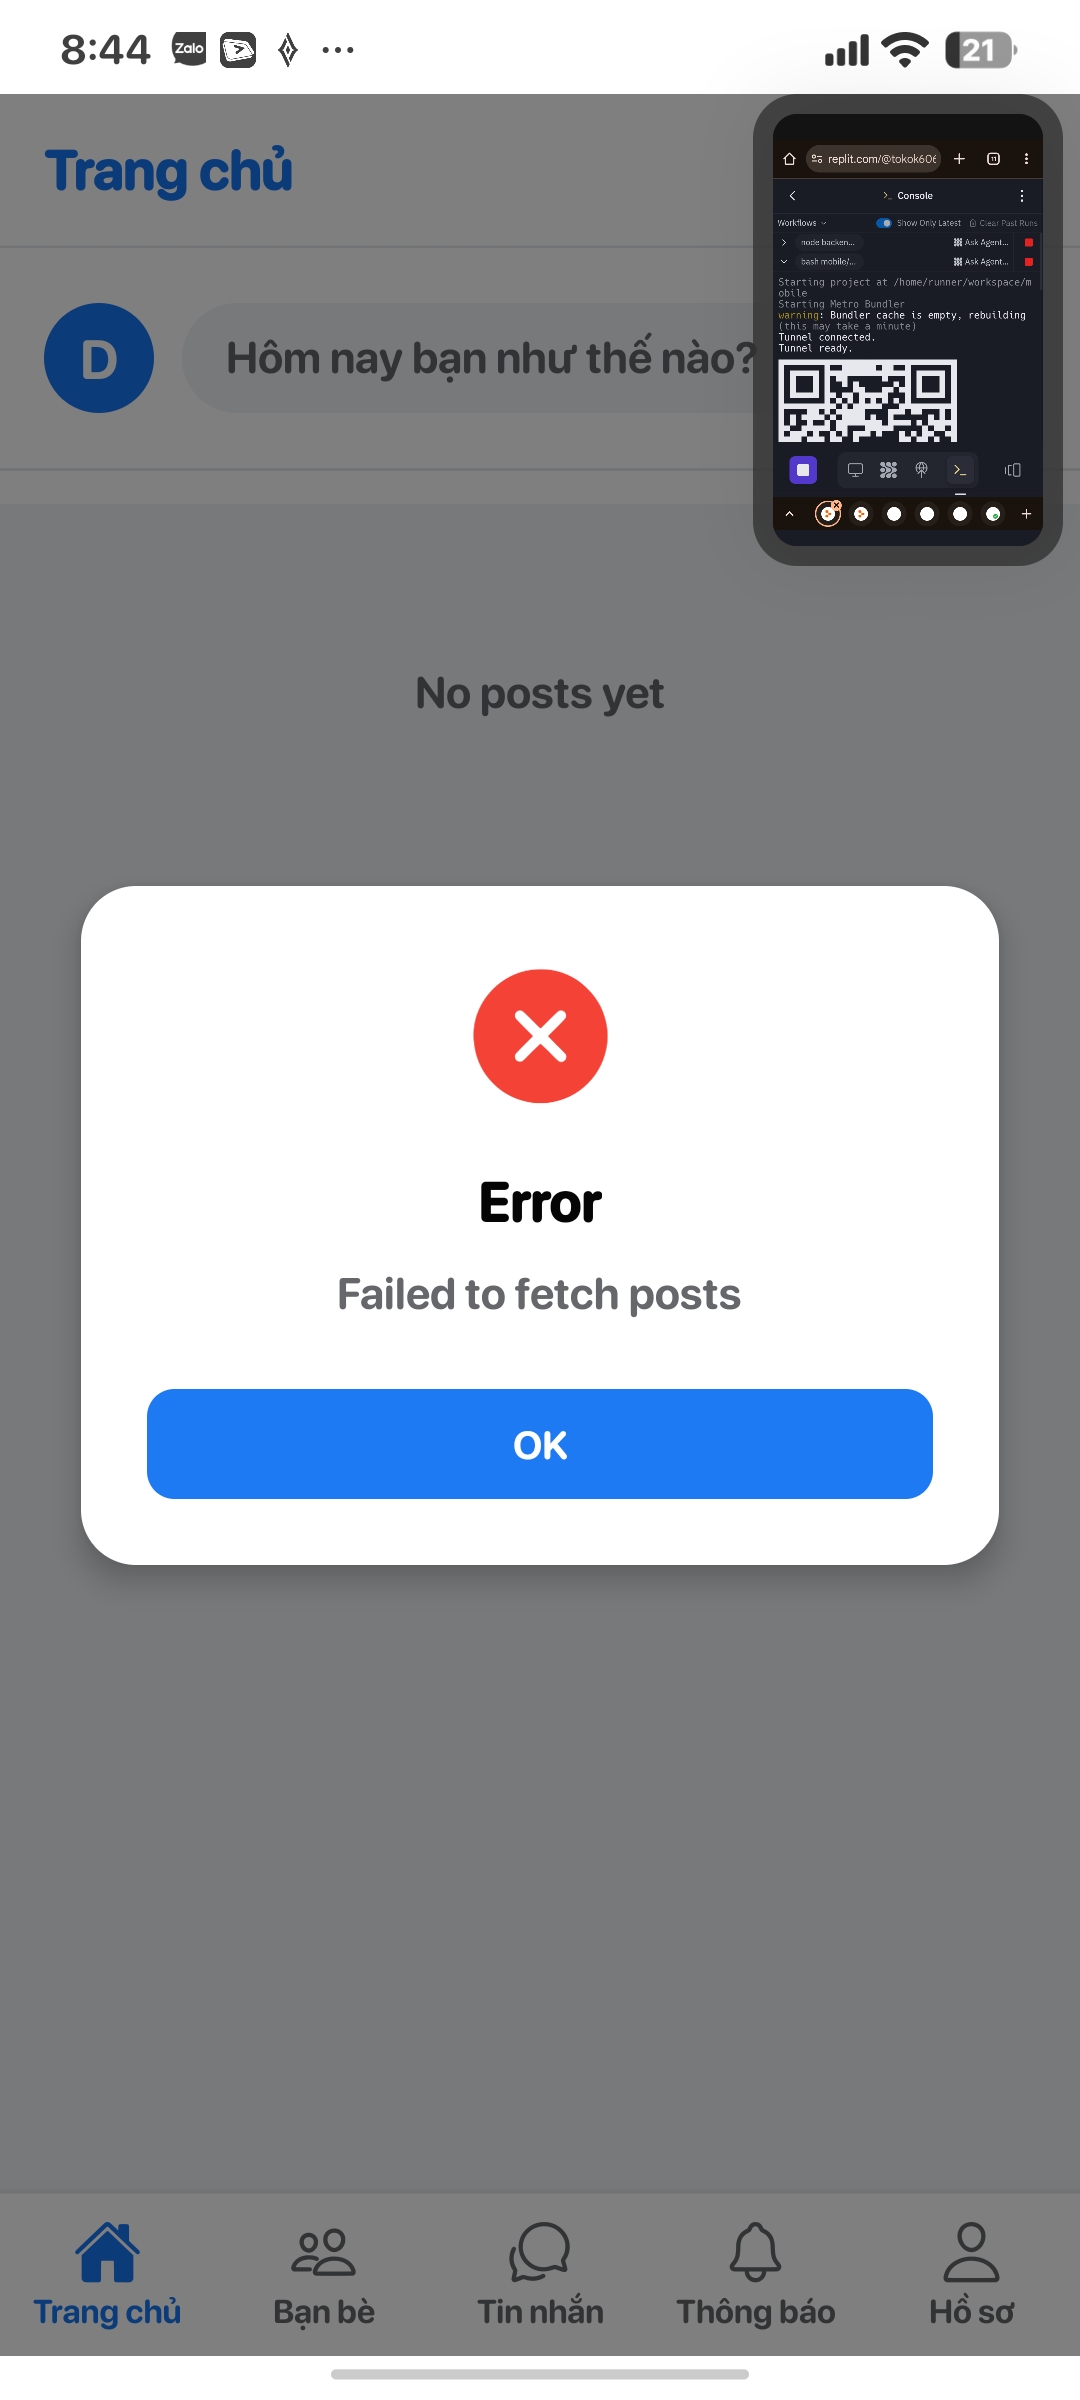 8:44
Zalo
21
Trang chủ
replit.com/@tokok606
11
Console
Workflows
Show Only Latest
Clear Past Runs
node backen...
Ask Agent...
bash mobile/...
Ask Agent...
Starting project at /home/runner/workspace/m
obile
Starting Metro Bundler
warning: Bundler cache is empty, rebuilding
(this may take a minute)
Tunnel connected.
Tunnel ready.
D
Hôm nay bạn như thế nào?
No posts yet
Error
Failed to fetch posts
OK
Trang chủ
Bạn bè
Tin nhắn
Thông báo
Hồ sơ